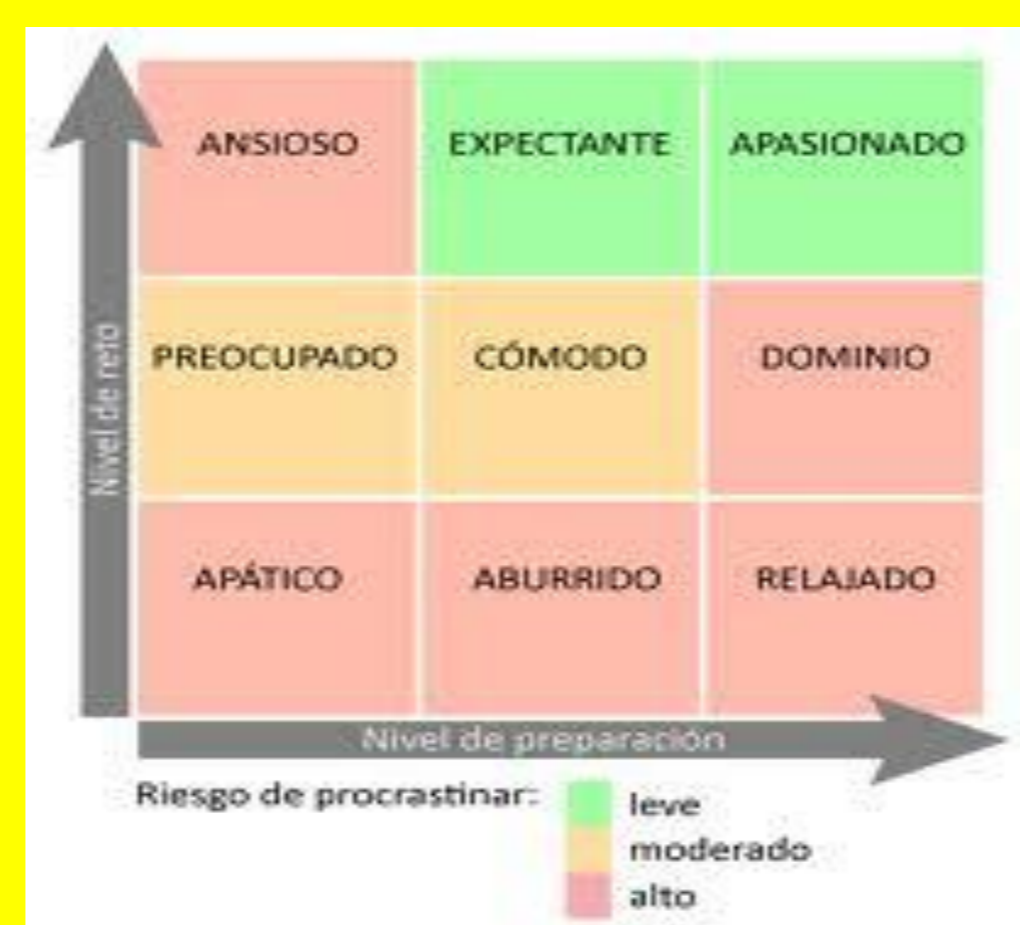 ANSIOSO EXPECTANTE APASIONADO
PREOCUPADO CÓMODO DOMINIO
APÁTICO ABURRIDO RELAJADO
Nivel de reto
Nivel de preparación
Riesgo de procrastinar:
leve
moderado
alto